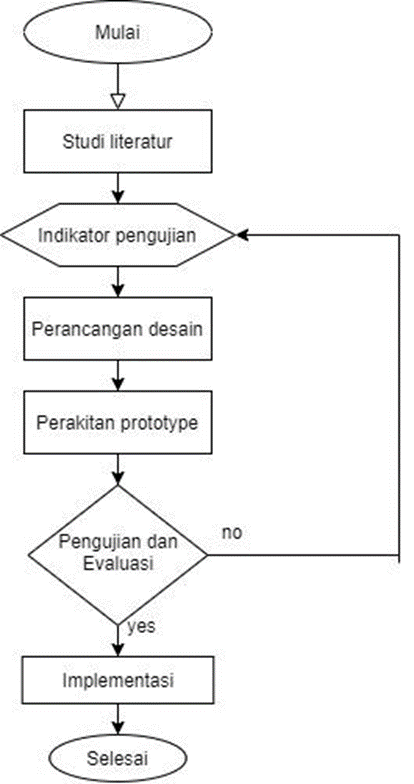 Mulai
Studi literatur
Indikator pengujian
Perancangan desain
Perakitan prototype
Pengujian dan
Evaluasi
no
yes
Implementasi
Selesai